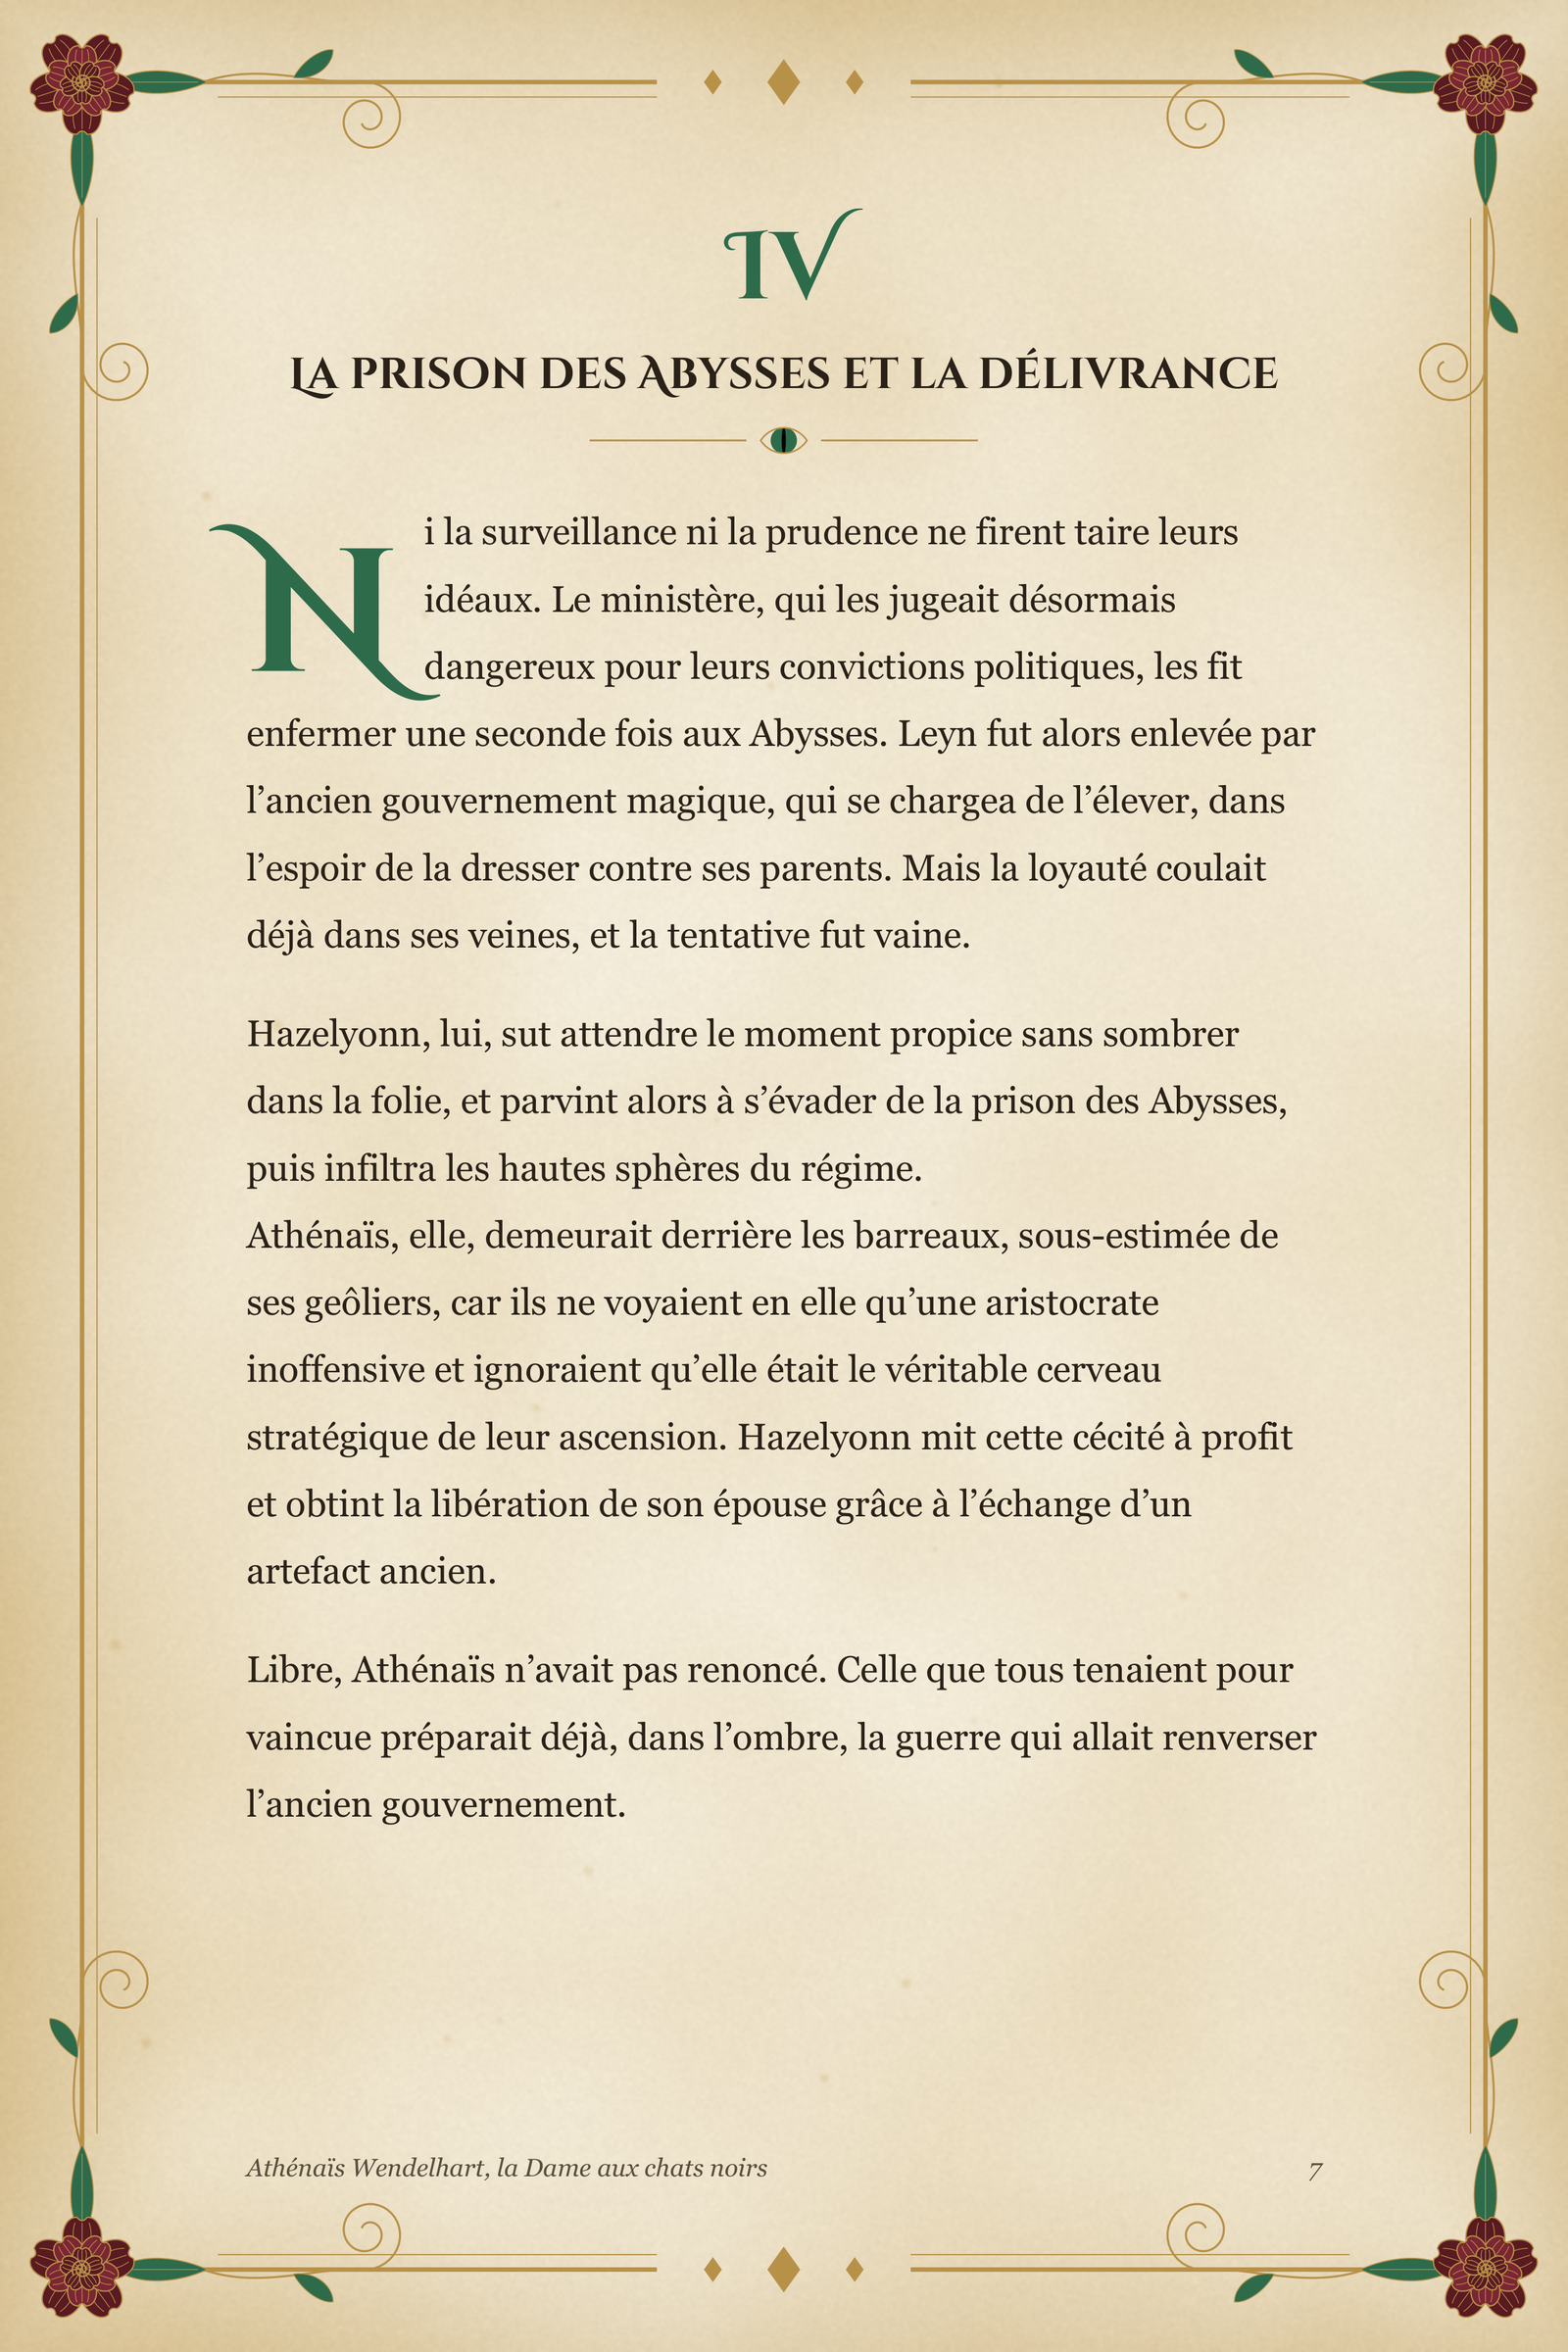 IV
La prison des Abysses et la délivrance
Ni la surveillance ni la prudence ne firent taire leurs
idéaux. Le ministère, qui les jugeait désormais
dangereux pour leurs convictions politiques, les fit
enfermer une seconde fois aux Abysses. Leyn fut alors enlevée par
l’ancien gouvernement magique, qui se chargea de l’élever, dans
l’espoir de la dresser contre ses parents. Mais la loyauté coulait
déjà dans ses veines, et la tentative fut vaine.
Hazelyonn, lui, sut attendre le moment propice sans sombrer
dans la folie, et parvint alors à s’évader de la prison des Abysses,
puis infiltra les hautes sphères du régime.
Athénaïs, elle, demeurait derrière les barreaux, sous-estimée de
ses geôliers, car ils ne voyaient en elle qu’une aristocrate
inoffensive et ignoraient qu’elle était le véritable cerveau
stratégique de leur ascension. Hazelyonn mit cette cécité à profit
et obtint la libération de son épouse grâce à l’échange d’un
artefact ancien.
Libre, Athénaïs n’avait pas renoncé. Celle que tous tenaient pour
vaincue préparait déjà, dans l’ombre, la guerre qui allait renverser
l’ancien gouvernement.
Athénaïs Wendelhart, la Dame aux chats noirs
7